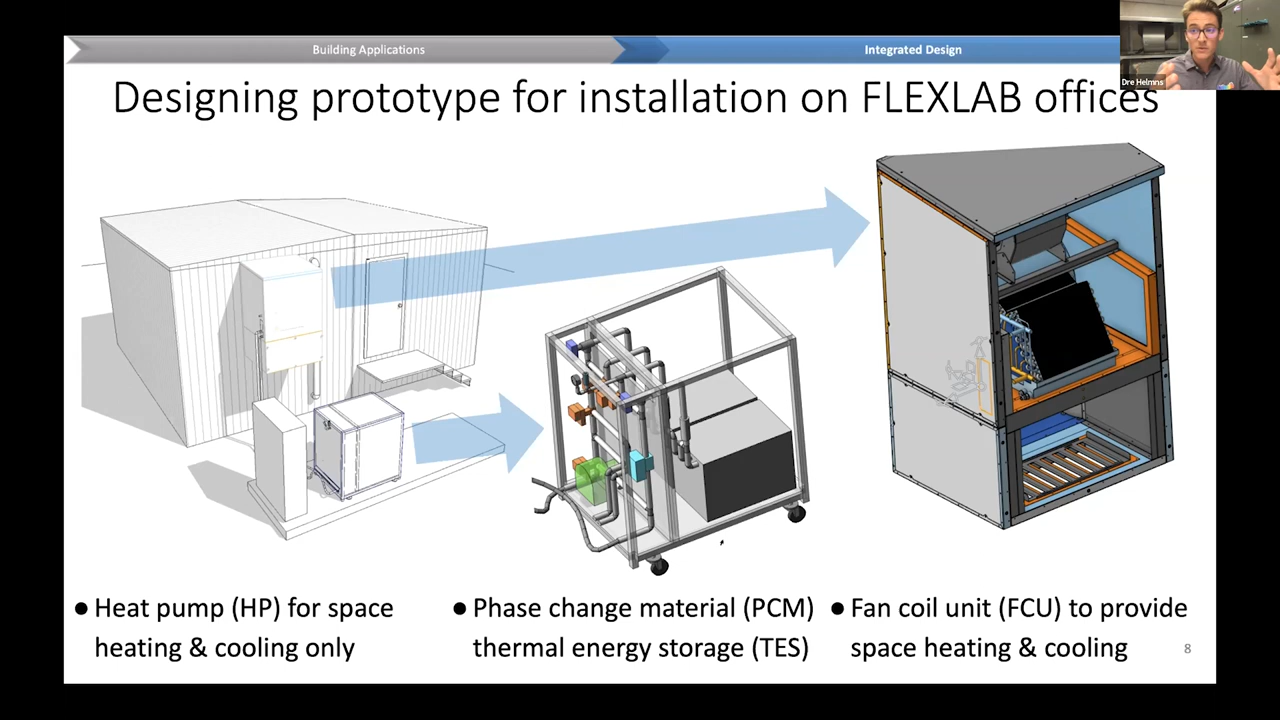 Building Applications
Integrated Design
Dre Helmns
Designing prototype for installation on FLEXLAB offices
● Heat pump (HP) for space
heating & cooling only
● Phase change material (PCM)
thermal energy storage (TES)
● Fan coil unit (FCU) to provide
space heating & cooling
8